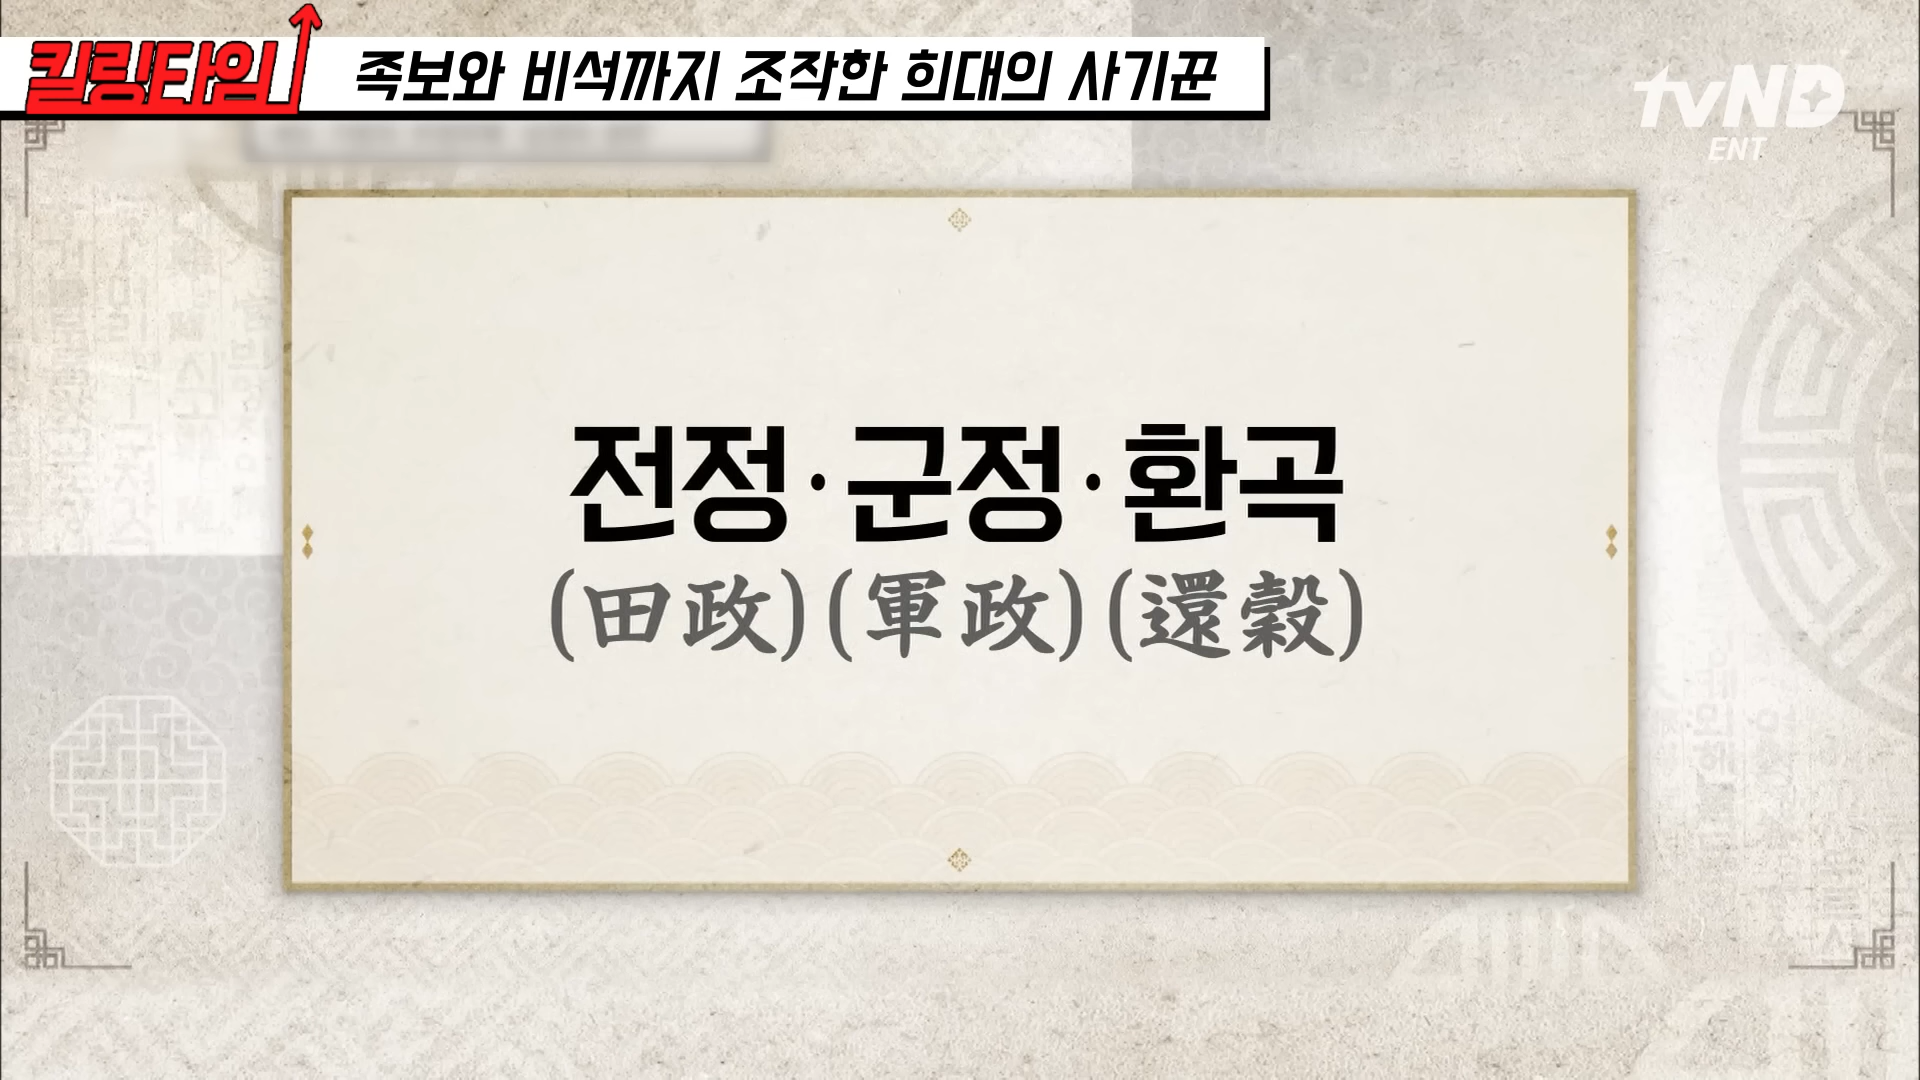 킬링타임
족보와 비석까지 조작한 희대의 사기꾼
tvND
ENT
전정·군정·환곡
(田政)(軍政)(還穀)